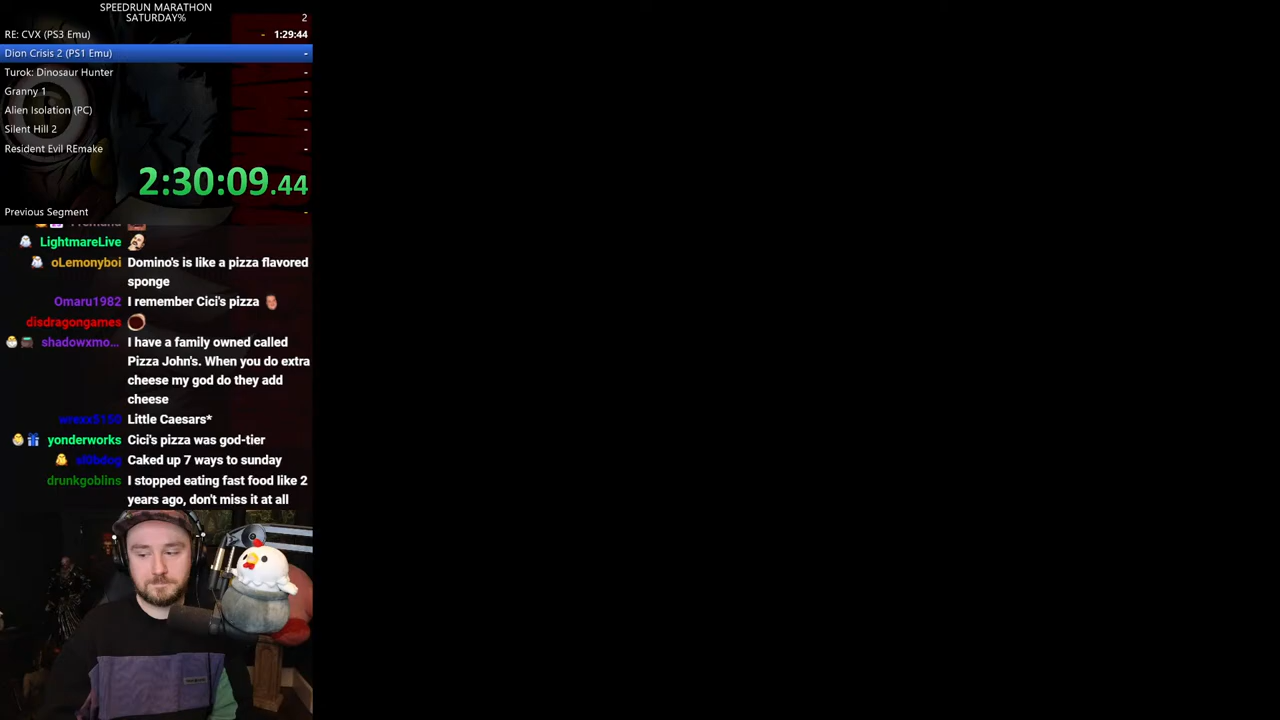 SPEEDRUN MARATHON
SATURDAY%
2
RE: CVX (PS3 Emu) - 1:29:44
Dion Crisis 2 (PS1 Emu) -
Turok: Dinosaur Hunter -
Granny 1 -
Alien Isolation (PC) -
Silent Hill 2 -
Resident Evil REmake -
2:30:09.44
Previous Segment -
LightmareLive
oLemonyboi Domino's is like a pizza flavored
sponge
Omaru1982 I remember Cici's pizza
disdragongames
shadowxmo... I have a family owned called
Pizza John's. When you do extra
cheese my god do they add
cheese
wraxx5150 Little Caesars*
yonderworks Cici's pizza was god-tier
sl0bdog Caked up 7 ways to sunday
drunkgoblins I stopped eating fast food like 2
years ago, don't miss it at all